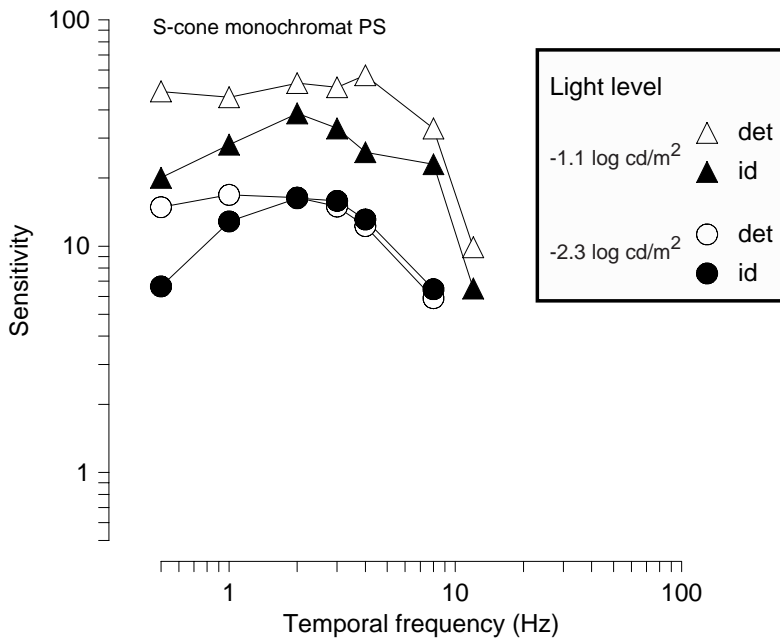 S-cone monochromat PS
100
10
1
Sensitivity
1
10
100
Temporal frequency (Hz)
Light level
-1.1 log cd/m²
det
id
-2.3 log cd/m²
det
id